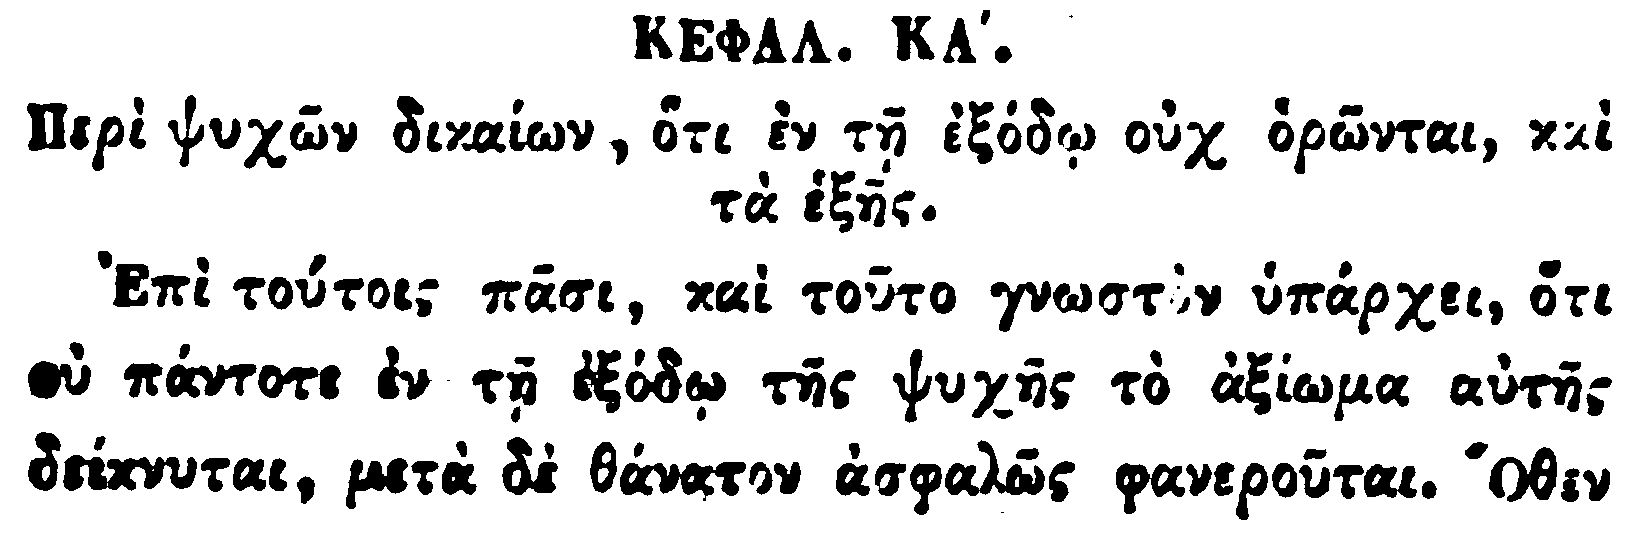 ΚΕΦΑΛ. ΚΑʹ.
Περὶ ψυχῶν δικαίων, ὅτι ἐν τῇ ἐξόδῳ οὐχ ὁρῶνται, καὶ
τὰ ἑξῆς.
Ἐπὶ τούτοις πᾶσι, καὶ τοῦτο γνωστὸν ὑπάρχει, ὅτι
οὐ πάντοτε ἐν τῇ ἐξόδῳ τῆς ψυχῆς τὸ ἀξίωμα αὐτῆς
δείκνυται, μετὰ δὲ θάνατον ἀσφαλῶς φανεροῦται. Ὅθεν